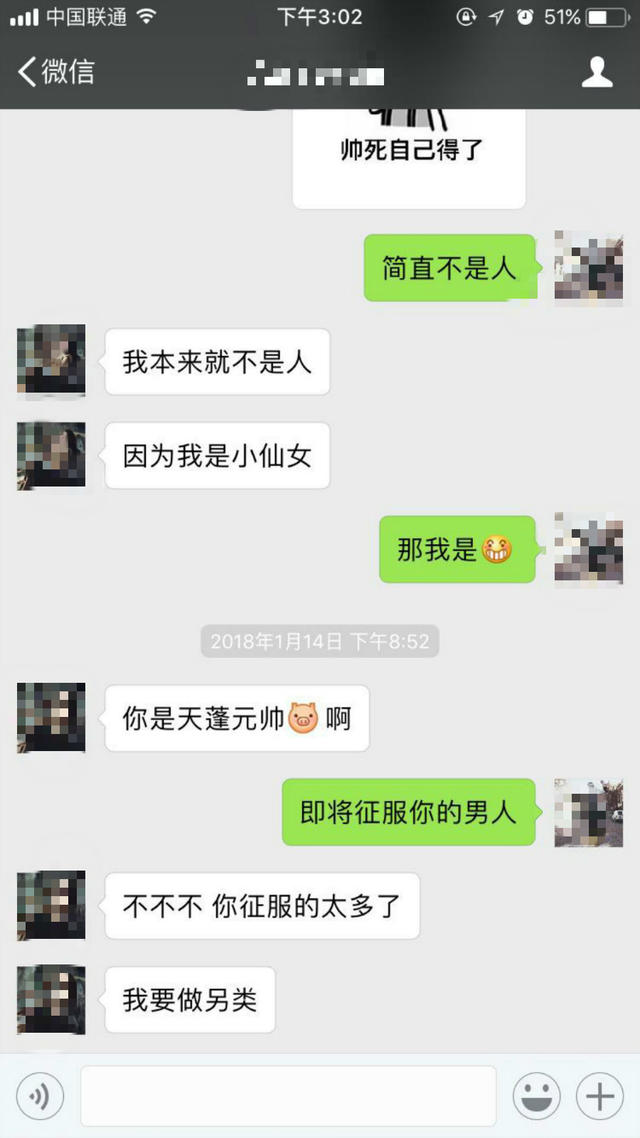 中国联通 下午3:02 51%
微信
帅死自己得了
简直不是人
我本来就不是人
因为我是小仙女
那我是😁
2018年1月14日 下午8:52
你是天蓬元帅🐷啊
即将征服你的男人
不不不 你征服的太多了
我要做另类